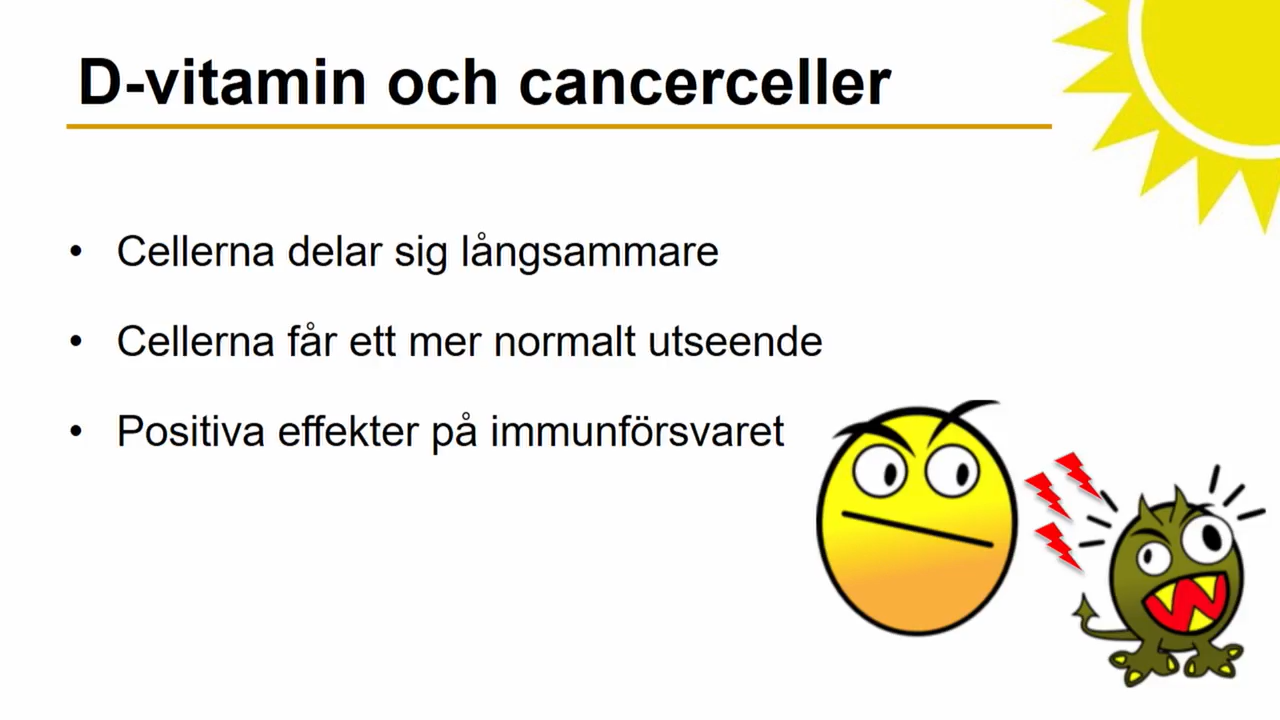 D-vitamin och cancerceller
• Cellerna delar sig långsammare
• Cellerna får ett mer normalt utseende
• Positiva effekter på immunförsvaret